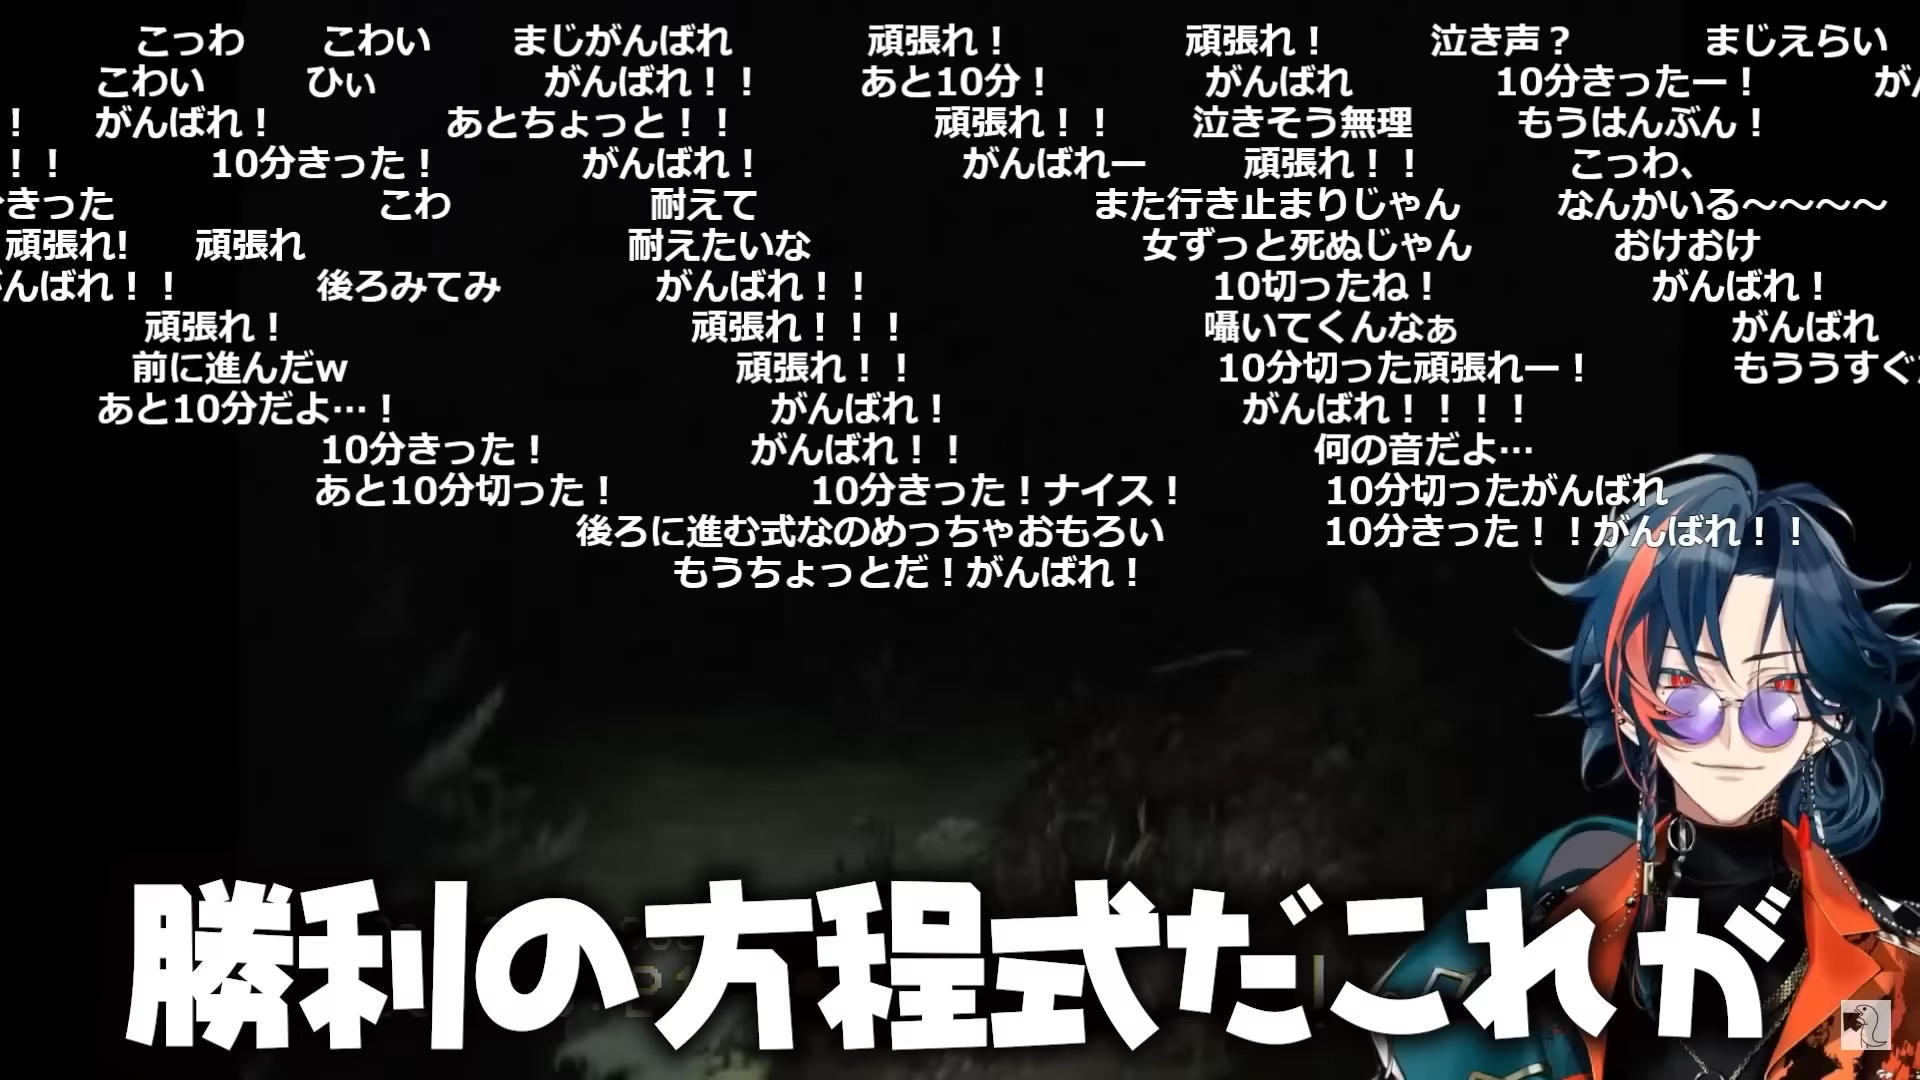 こっわ こわい まじがんばれ 頑張れ！ 頑張れ！ 泣き声？ まじえらい
こわい ひぃ がんばれ！！ あと10分！ がんばれ 10分きったー！ が
！ がんばれ！ あとちょっと！！ 頑張れ！！ 泣きそう無理 もうはんぶん！
！！ 10分きった！ がんばれ！ がんばれー 頑張れ！！ こっわ、
きった こわ 耐えて また行き止まりじゃん なんかいる～～～～
頑張れ! 頑張れ 耐えたいな 女ずっと死ぬじゃん おけおけ
んばれ！！ 後ろみてみ がんばれ！！ 10切ったね！ がんばれ！
頑張れ！ 頑張れ！！！ 囁いてくんなぁ がんばれ
前に進んだw 頑張れ！！ 10分切った頑張れー！ もううすぐ
あと10分だよ…！ がんばれ！ がんばれ！！！！
10分きった！ がんばれ！！ 何の音だよ…
あと10分切った！ 10分きった！ナイス！ 10分切ったがんばれ
後ろに進む式なのめっちゃおもろい 10分きった！！がんばれ！！
もうちょっとだ！がんばれ！
勝利の方程式だこれが